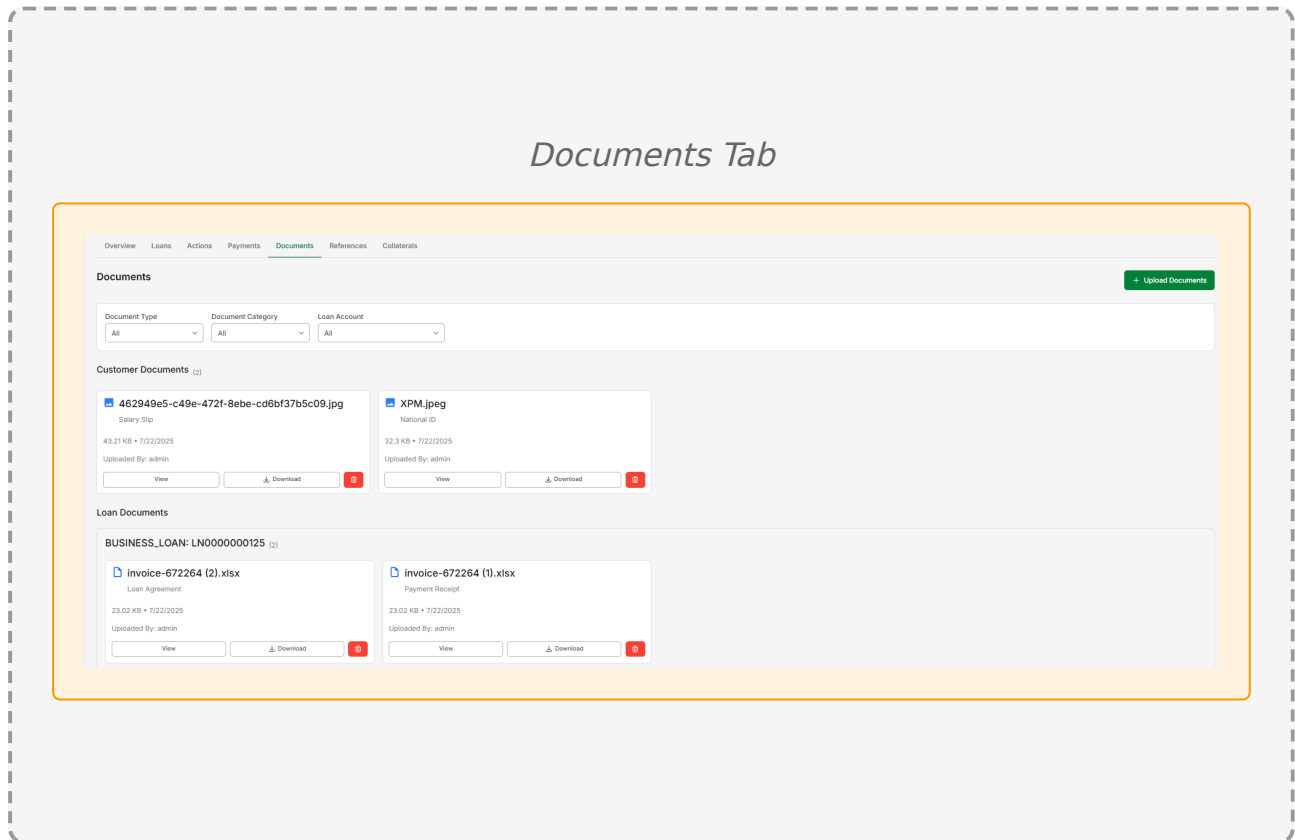 Documents Tab
Overview Loans Actions Payments Documents References Collaterals
Documents
+ Upload Documents
Document Type Document Category Loan Account
All All All
Customer Documents (2)
462949e5-c49e-472f-8ebe-cd6bf37b5c09.jpg XPM.jpeg
Salary Slip National ID
43.21 KB • 7/22/2025 32.3 KB • 7/22/2025
Uploaded By: admin Uploaded By: admin
View Download View Download
Loan Documents
BUSINESS_LOAN: LN0000000125 (2)
invoice-672264 (2).xlsx invoice-672264 (1).xlsx
Loan Agreement Payment Receipt
23.02 KB • 7/22/2025 23.02 KB • 7/22/2025
Uploaded By: admin Uploaded By: admin
View Download View Download